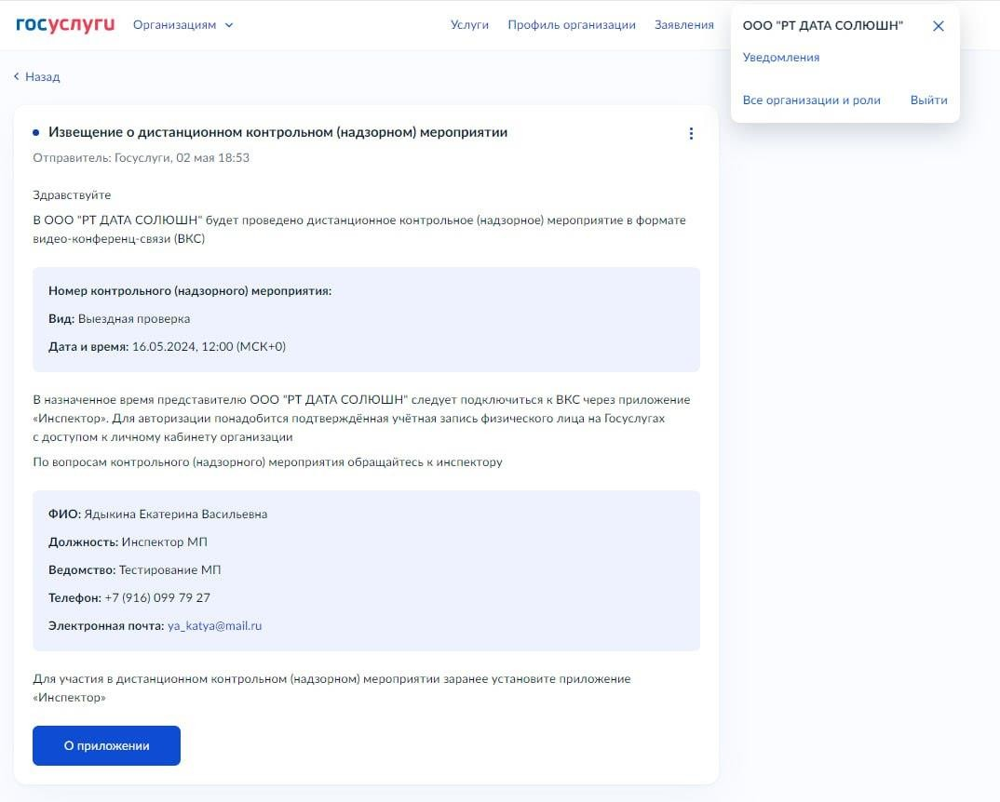 госуслуги
Организациям
Услуги
Профиль организации
Заявления
ООО "РТ ДАТА СОЛЮШН"
Уведомления
Все организации и роли
Выйти
Назад
Извещение о дистанционном контрольном (надзорном) мероприятии
Отправитель: Госуслуги, 02 мая 18:53
Здравствуйте
В ООО "РТ ДАТА СОЛЮШН" будет проведено дистанционное контрольное (надзорное) мероприятие в формате
видео-конференц-связи (ВКС)
Номер контрольного (надзорного) мероприятия:
Вид: Выездная проверка
Дата и время: 16.05.2024, 12:00 (МСК+0)
В назначенное время представителю ООО "РТ ДАТА СОЛЮШН" следует подключиться к ВКС через приложение
«Инспектор». Для авторизации понадобится подтверждённая учётная запись физического лица на Госуслугах
с доступом к личному кабинету организации
По вопросам контрольного (надзорного) мероприятия обращайтесь к инспектору
ФИО: Ядыкина Екатерина Васильевна
Должность: Инспектор МП
Ведомство: Тестирование МП
Телефон: +7 (916) 099 79 27
Электронная почта: ya_katya@mail.ru
Для участия в дистанционном контрольном (надзорном) мероприятии заранее установите приложение
«Инспектор»
О приложении